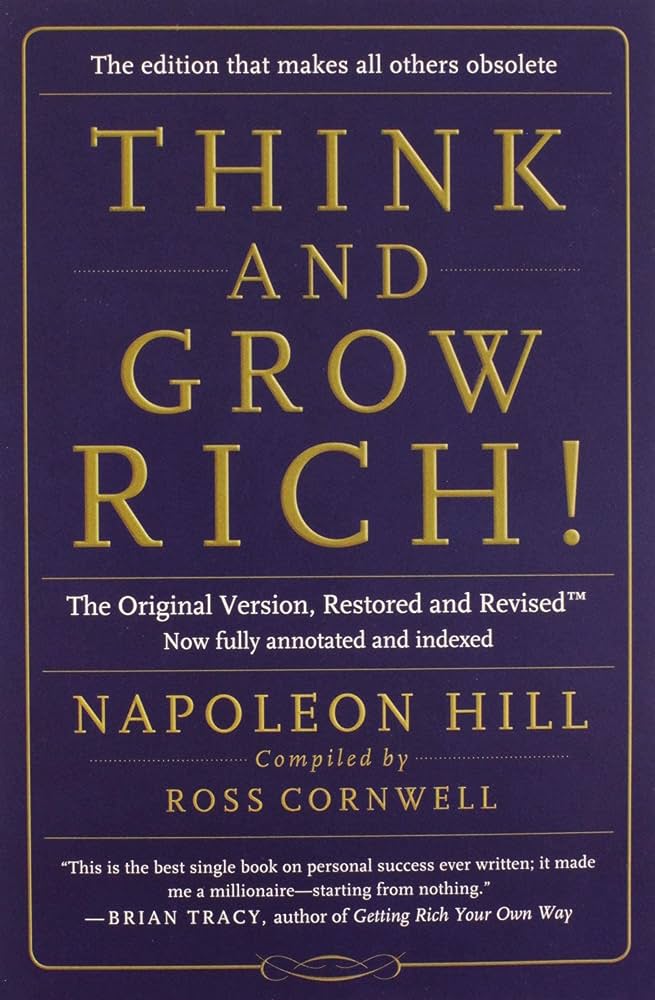 The edition that makes all others obsolete
THINK
AND
GROW
RICH!
The Original Version, Restored and Revised™
Now fully annotated and indexed
NAPOLEON HILL
Compiled by
ROSS CORNWELL
“This is the best single book on personal success ever written; it made
me a millionaire—starting from nothing.”
—BRIAN TRACY, author of Getting Rich Your Own Way